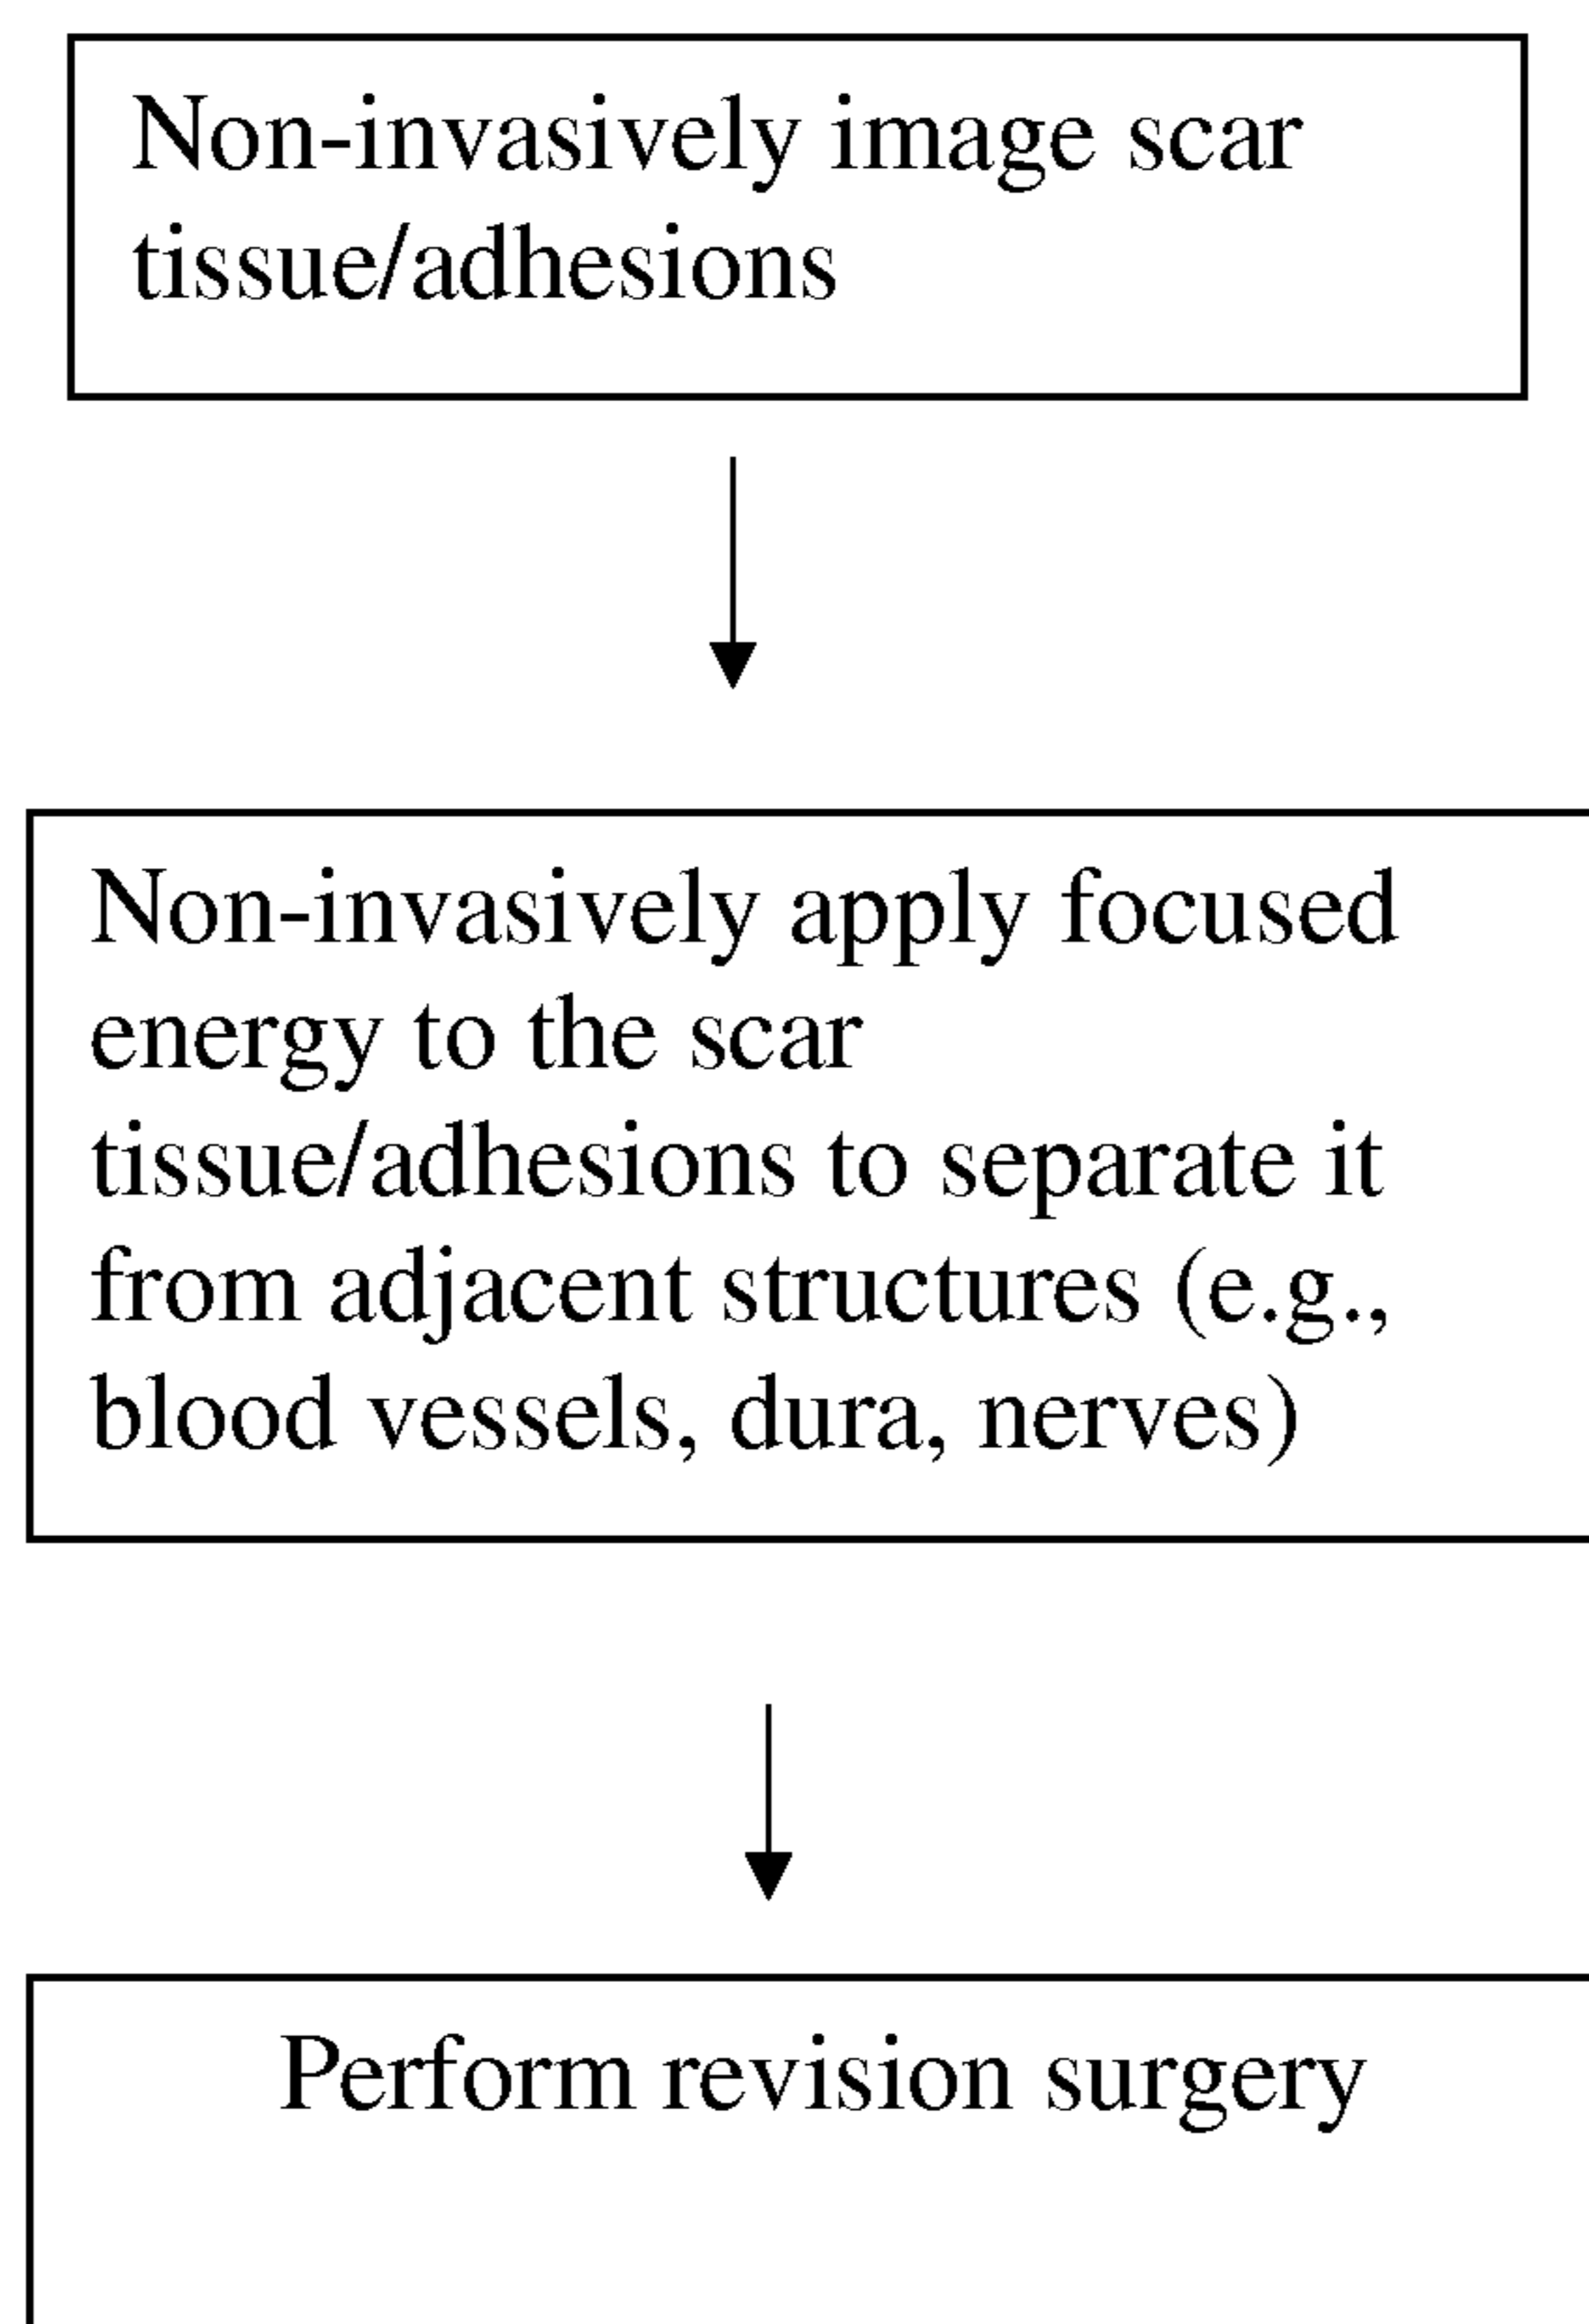 Non-invasively image scar
tissue/adhesions
Non-invasively apply focused
energy to the scar
tissue/adhesions to separate it
from adjacent structures (e.g.,
blood vessels, dura, nerves)
Perform revision surgery